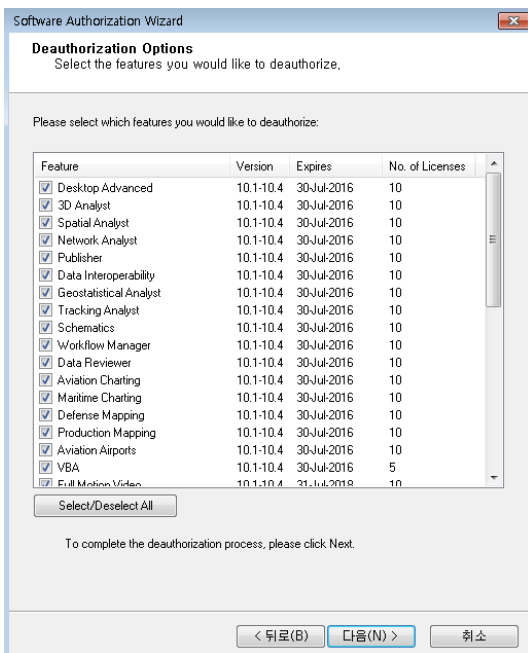 Software Authorization Wizard
Deauthorization Options
Select the features you would like to deauthorize,
Please select which features you would like to deauthorize:
Feature Version Expires No. of Licenses
Desktop Advanced 10.1-10.4 30-Jul-2016 10
3D Analyst 10.1-10.4 30-Jul-2016 10
Spatial Analyst 10.1-10.4 30-Jul-2016 10
Network Analyst 10.1-10.4 30-Jul-2016 10
Publisher 10.1-10.4 30-Jul-2016 10
Data Interoperability 10.1-10.4 30-Jul-2016 10
Geostatistical Analyst 10.1-10.4 30-Jul-2016 10
Tracking Analyst 10.1-10.4 30-Jul-2016 10
Schematics 10.1-10.4 30-Jul-2016 10
Workflow Manager 10.1-10.4 30-Jul-2016 10
Data Reviewer 10.1-10.4 30-Jul-2016 10
Aviation Charting 10.1-10.4 30-Jul-2016 10
Maritime Charting 10.1-10.4 30-Jul-2016 10
Defense Mapping 10.1-10.4 30-Jul-2016 10
Production Mapping 10.1-10.4 30-Jul-2016 10
Aviation Airports 10.1-10.4 30-Jul-2016 10
VBA 10.1-10.4 30-Jul-2016 5
Full Motion Video 10.1-10.4 31-Jul-2018 10
Select/Deselect All
To complete the deauthorization process, please click Next.
< 뒤로(B) 다음(N) > 취소